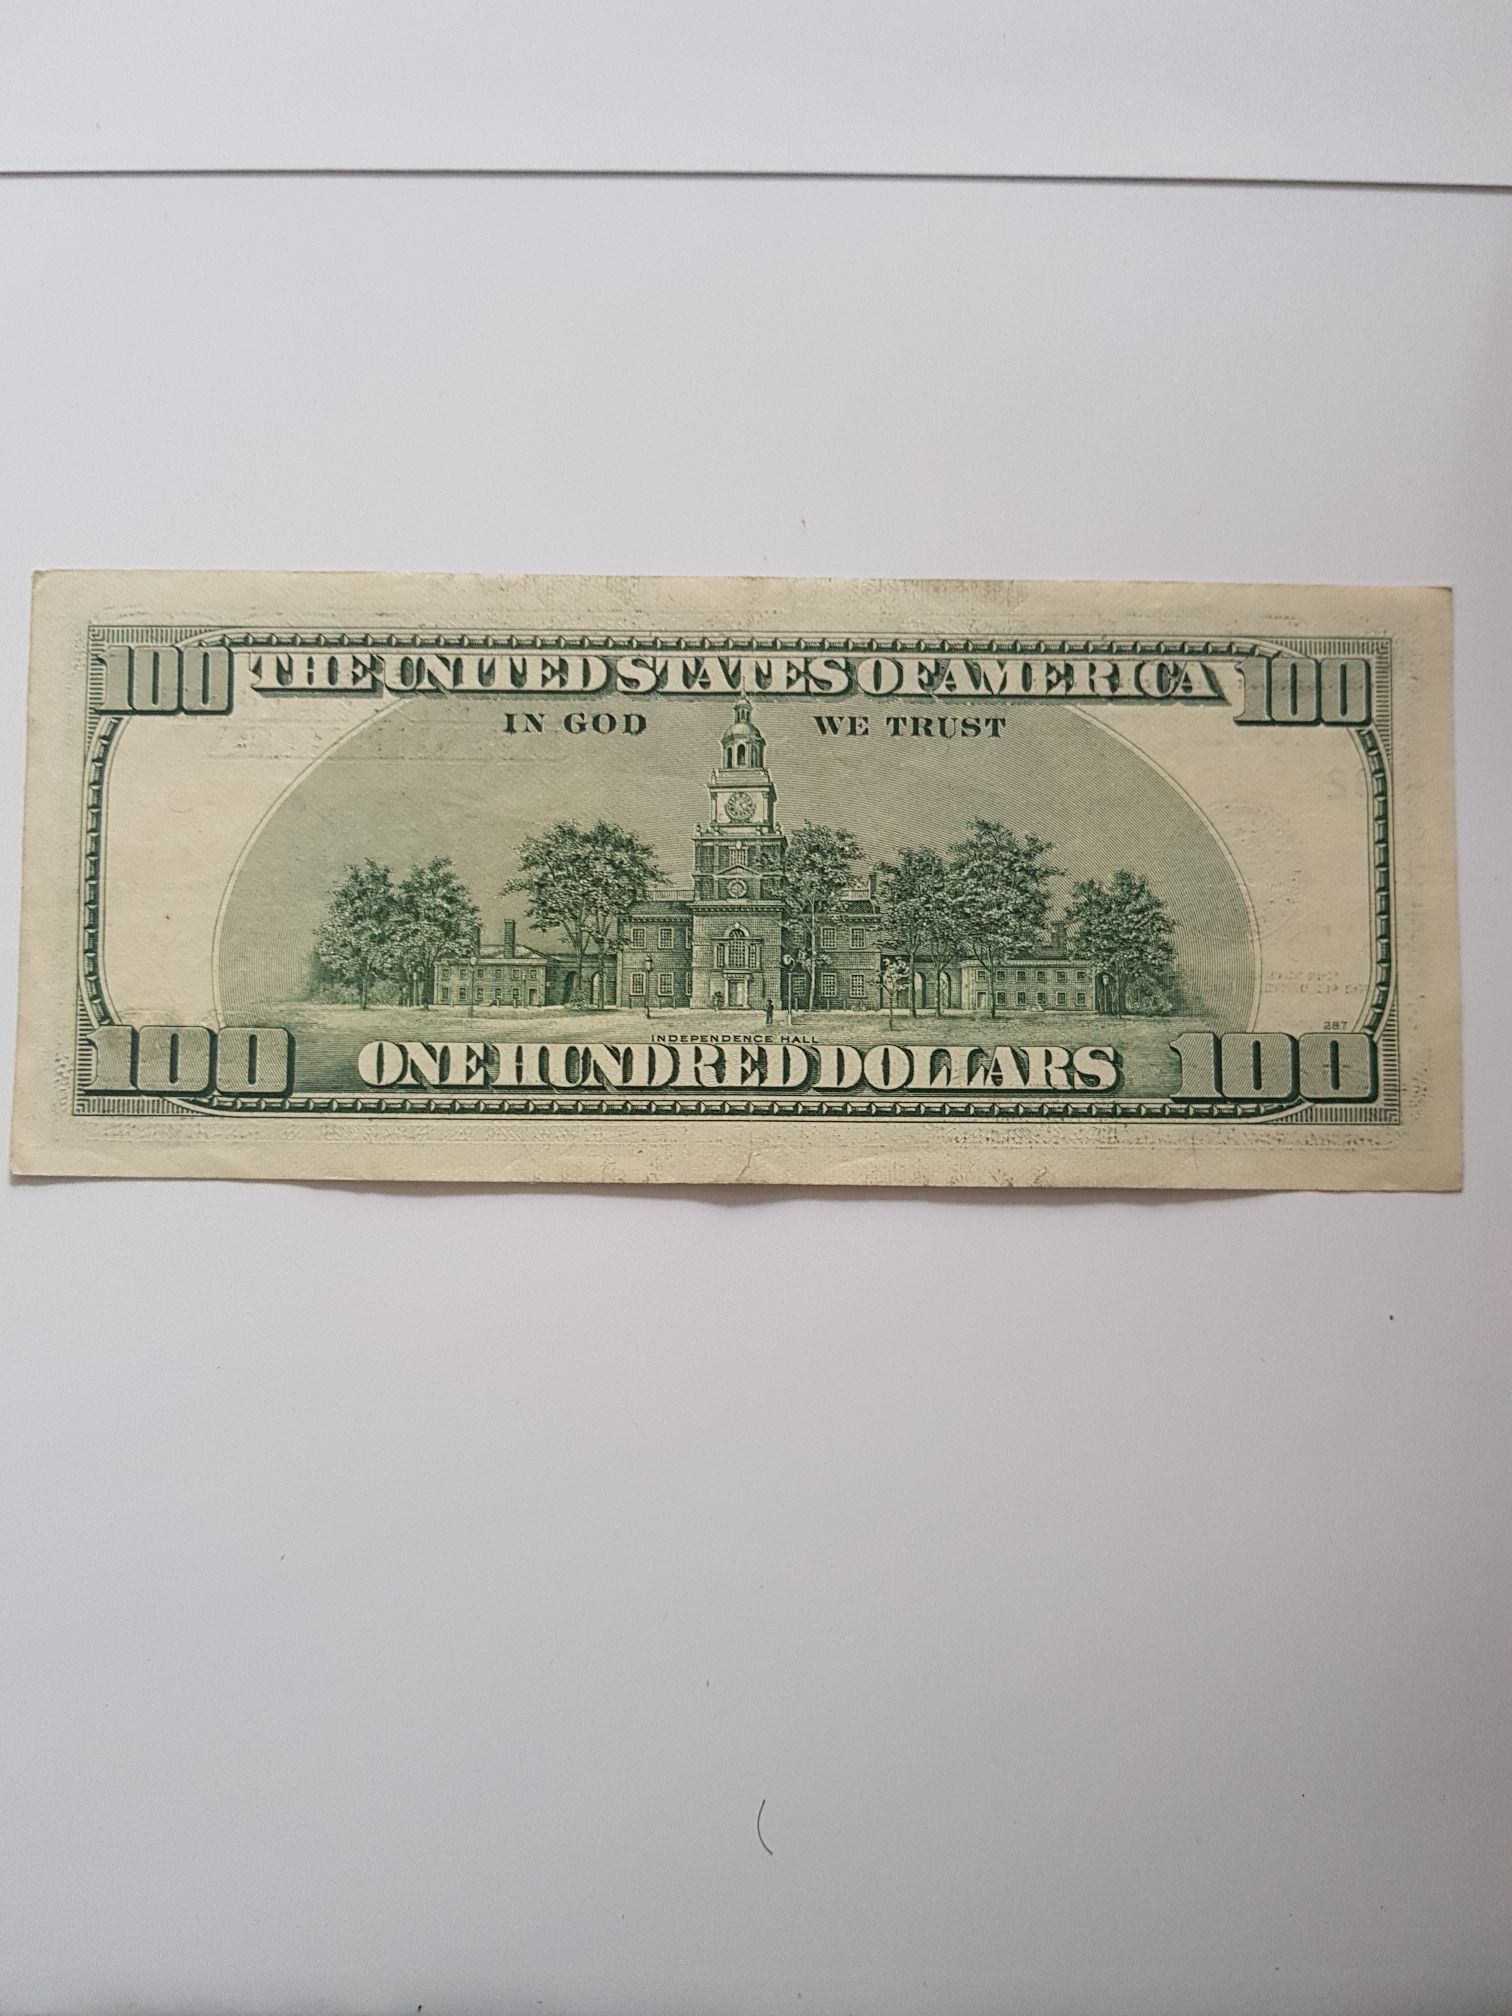 100 THE UNITED STATES OF AMERICA 100
IN GOD WE TRUST
287
INDEPENDENCE HALL
100 ONE HUNDRED DOLLARS 100